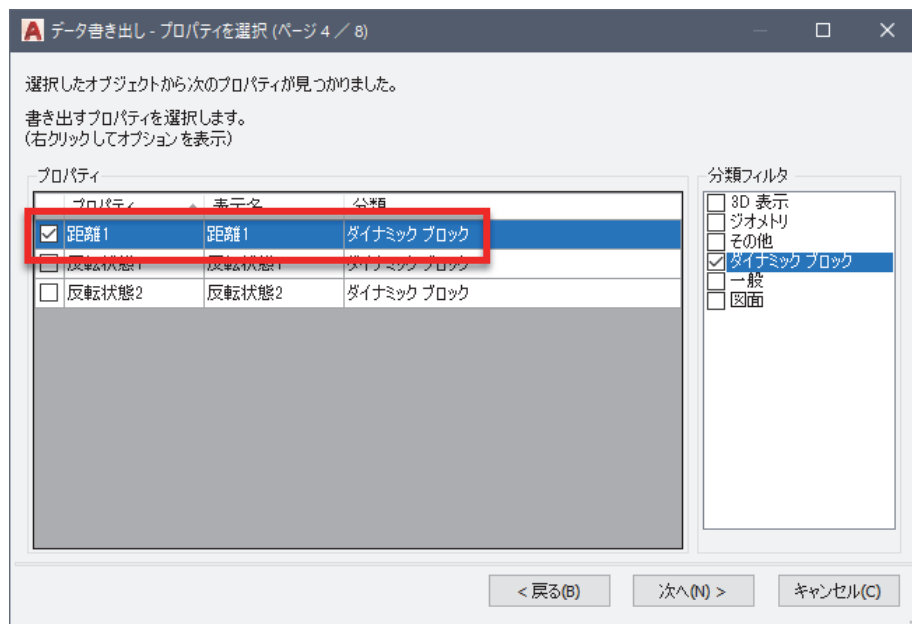 データ書き出し - プロパティを選択 (ページ 4 ／ 8)
選択したオブジェクトから次のプロパティが見つかりました。
書き出すプロパティを選択します。
(右クリックしてオプションを表示)
プロパティ
プロパティ 表示名 分類
距離1 距離1 ダイナミック ブロック
反転状態1 反転状態1 ダイナミック ブロック
反転状態2 反転状態2 ダイナミック ブロック
分類フィルタ
3D 表示
ジオメトリ
その他
ダイナミック ブロック
一般
図面
< 戻る(B) 次へ(N) > キャンセル(C)